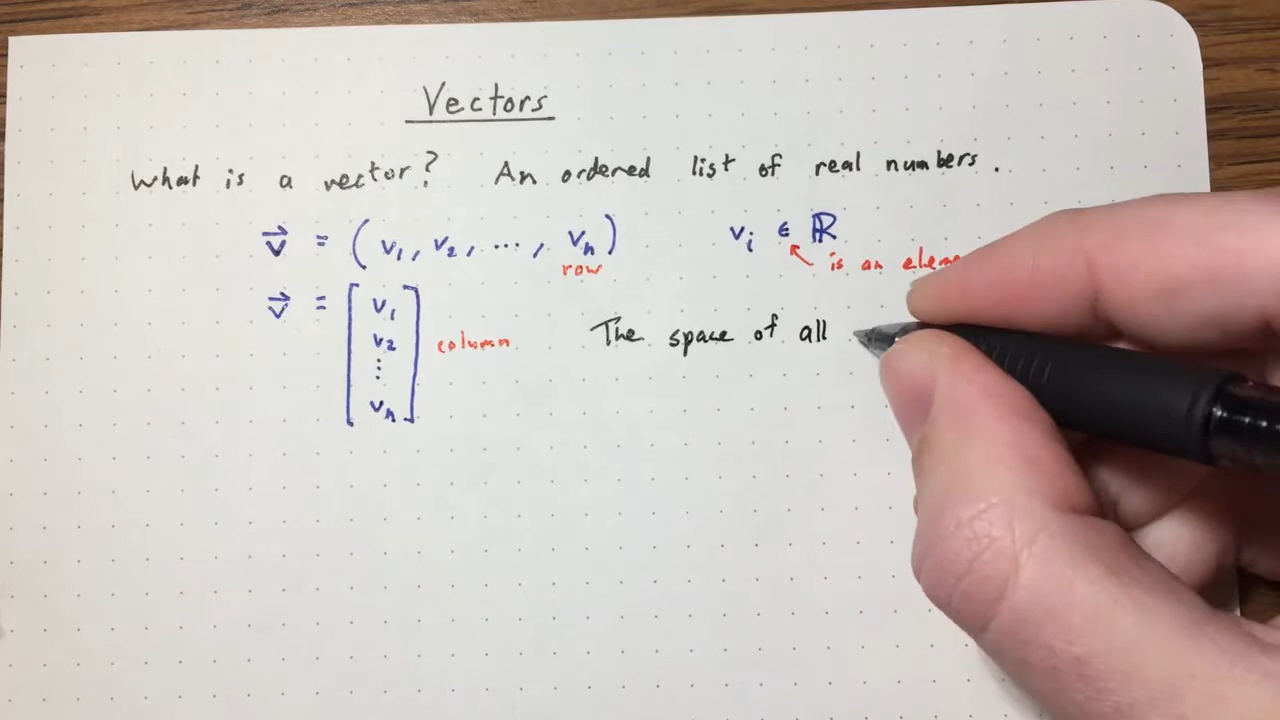 Vectors
What is a vector? An ordered list of real numbers.
v⃗ = (v₁, v₂, ..., vₙ) vᵢ ∈ ℝ
row
is an
v⃗ = [v₁ v₂ ⋮ vₙ]
column
The space of all